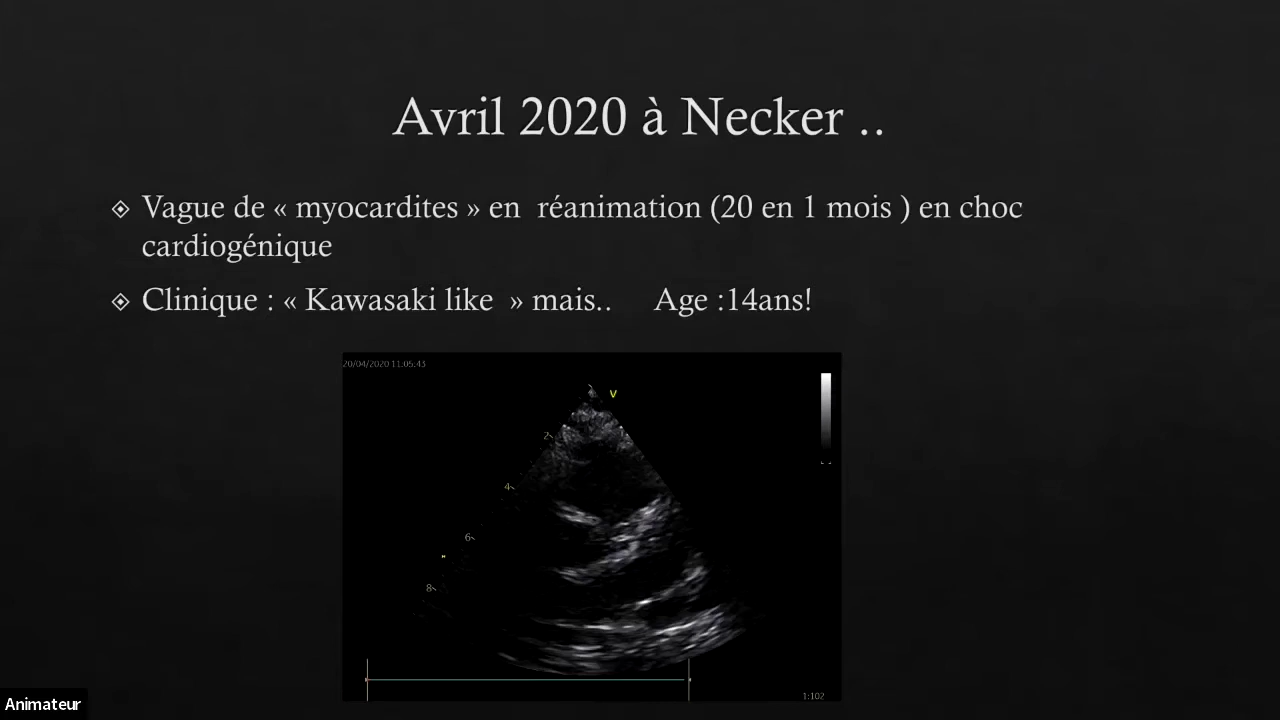 Avril 2020 à Necker ..
Vague de « myocardites » en réanimation (20 en 1 mois ) en choc
cardiogénique
Clinique : « Kawasaki like » mais.. Age :14ans!
20/04/2020 11:05:43
V
2
4
6
8
1:102
Animateur